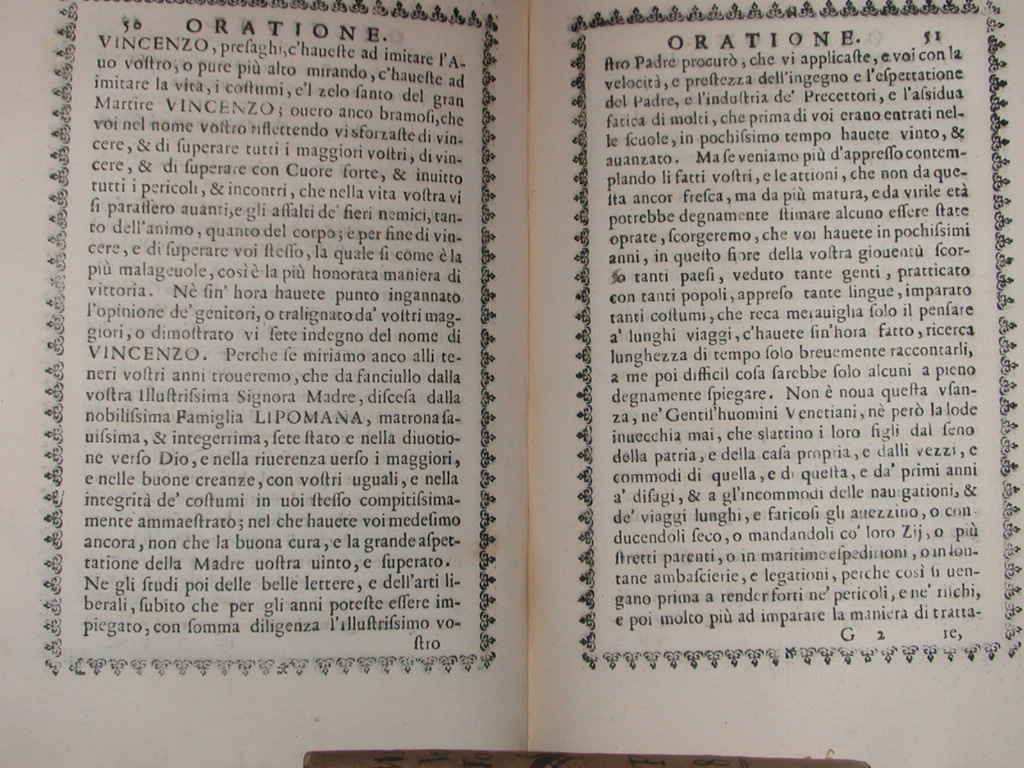 50 ORATIONE.
VINCENZO, presaghi, c'haueste ad imitare l'A-
uo vostro; o pure più alto mirando, c'haueste ad
imitare la vita, i costumi, e'l zelo santo del gran
Martire VINCENZO; ouero anco bramosi, che
voi nel nome vostro riflettendo vi sforzaste di vin-
cere, & di superare tutti i maggiori vostri, di vin-
cere, & di superare con Cuore forte, & inuitto
tutti i pericoli, & incontri, che nella vita vostra vi
si parassero auanti, e gli assalti de' fieri nemici, tan-
to dell'animo, quanto del corpo; e per fine di vin-
cere, e di superare voi stesso, la quale si come è la
più malageuole, così è la più honorata maniera di
vittoria. Nè sin' hora hauete punto ingannato
l'opinione de' genitori, o tralignato da' vostri mag-
giori, o dimostrato vi sete indegno del nome di
VINCENZO. Perche se miriamo anco alli te-
neri vostri anni troueremo, che da fanciullo dalla
vostra Illustrissima Signora Madre, discesa dalla
nobilissima Famiglia LIPOMANA, matrona sa-
uissima, & integerrima, sete stato e nella diuotio-
ne verso Dio, e nella riuerenza uerso i maggiori,
e nelle buone creanze, con vostri uguali, e nella
integrità de' costumi in uoi stesso compitissima-
mente ammaestrato; nel che hauete voi medesimo
ancora, non che la buona cura, e la grande aspet-
tatione della Madre uostra uinto, e superato.
Ne gli studi poi delle belle lettere, e dell'arti li-
berali, subito che per gli anni poteste essere im-
piegato, con somma diligenza l'Illustrissimo vo-
stro
ORATIONE. 51
stro Padre procurò, che vi applicaste, e voi con la
velocità, e prestezza dell'ingegno e l'espettatione
del Padre, e l'industria de' Precettori, e l'assidua
fatica di molti, che prima di voi erano entrati nel-
le scuole, in pochissimo tempo hauete vinto, &
auanzato. Ma se veniamo più d'appresso contem-
plando li fatti vostri, e le attioni, che non da que-
sta ancor fresca, ma da più matura, e da virile età
potrebbe degnamente stimare alcuno essere state
oprate, scorgeremo, che voi hauete in pochissimi
anni, in questo fiore della vostra giouentù scor-
so tanti paesi, veduto tante genti, pratticato
con tanti popoli, appreso tante lingue, imparato
tanti costumi, che reca merauiglia solo il pensare
a' lunghi viaggi, c'hauete sin'hora fatto, ricerca
lunghezza di tempo solo breuemente raccontarli,
a me poi difficil cosa sarebbe solo alcuni a pieno
degnamente spiegare. Non è noua questa vsan-
za, ne' Gentil'huomini Venetiani, nè però la lode
inuecchia mai, che slattino i loro figli dal seno
della patria, e della casa propria, e dalli vezzi, e
commodi di quella, e di questa, e da' primi anni
a' disagi, & a gl'incommodi delle nauigationi, &
de' viaggi lunghi, e faticosi gli auezzino, o con-
ducendoli seco, o mandandoli co' loro Zij, o più
stretti parenti, o in maritime espeditioni, o in lon-
tane ambascierie, e legationi, perche così si uen-
gano prima a render forti ne' pericoli, e ne' risichi,
e poi molto più ad imparare la maniera di tratta-
G 2 re,